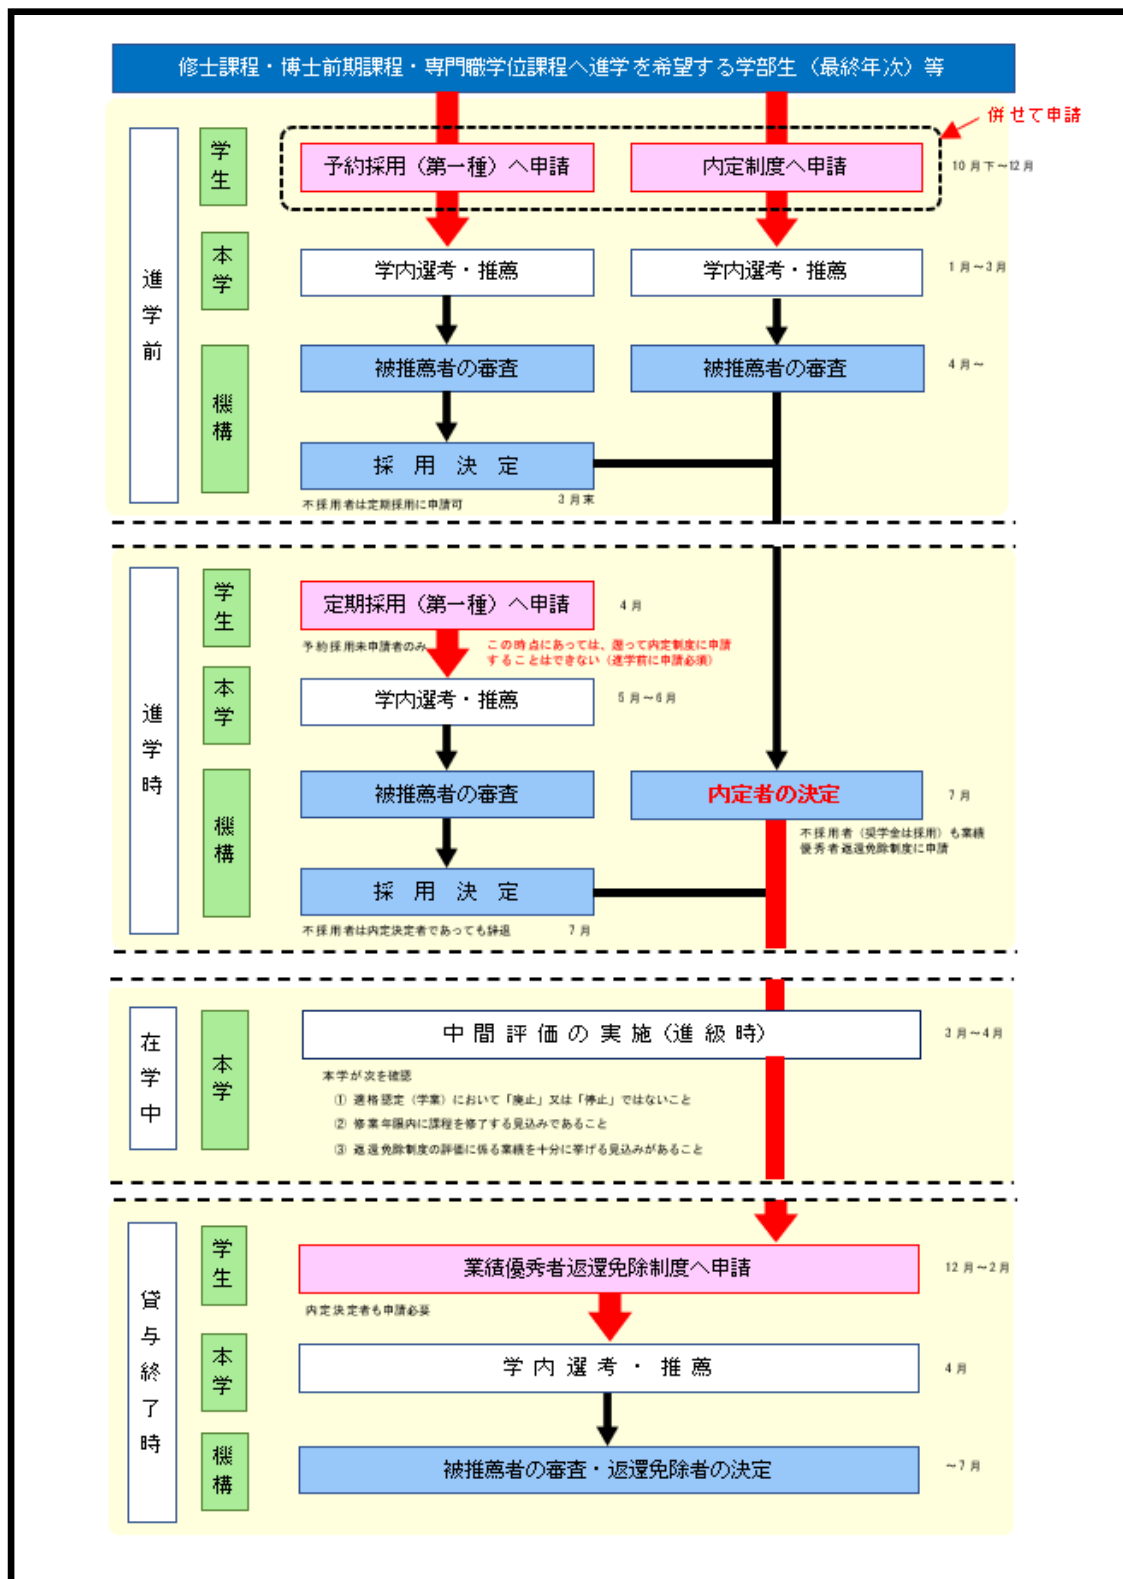 修士課程・博士前期課程・専門職学位課程へ進学を希望する学部生（最終年次）等
併せて申請
進学前
学生
予約採用（第一種）へ申請
内定制度へ申請
10月下～12月
本学
学内選考・推薦
学内選考・推薦
1月～3月
機構
被推薦者の審査
被推薦者の審査
4月～
採用決定
不採用者は定期採用に申請可
3月末
進学時
学生
定期採用（第一種）へ申請
4月
予約採用未申請者のみ
この時点にあっては、遡って内定制度に申請
することはできない（進学前に申請必須）
本学
学内選考・推薦
5月～6月
機構
被推薦者の審査
内定者の決定
7月
不採用者（奨学金は採用）も業績
優秀者返還免除制度に申請
採用決定
不採用者は内定決定者であっても辞退
7月
在学中
本学
中間評価の実施（進級時）
3月～4月
本学が次を確認
① 適格認定（学業）において「廃止」又は「停止」ではないこと
② 修業年限内に課程を修了する見込みであること
③ 返還免除制度の評価に係る業績を十分に挙げる見込みがあること
貸与終了時
学生
業績優秀者返還免除制度へ申請
12月～2月
内定決定者も申請必要
本学
学内選考・推薦
4月
機構
被推薦者の審査・返還免除者の決定
～7月